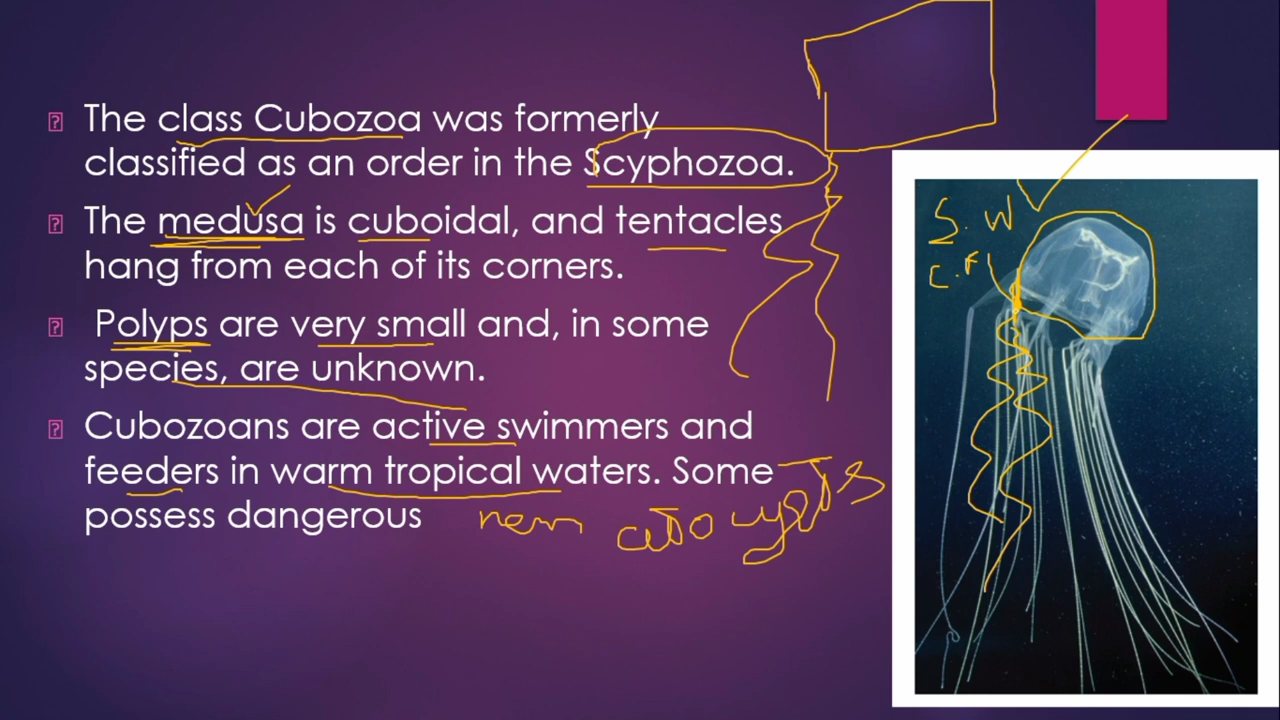 The class Cubozoa was formerly
classified as an order in the Scyphozoa.
The medusa is cuboidal, and tentacles
hang from each of its corners.
Polyps are very small and, in some
species, are unknown.
Cubozoans are active swimmers and
feeders in warm tropical waters. Some
possess dangerous
S. W
C.F